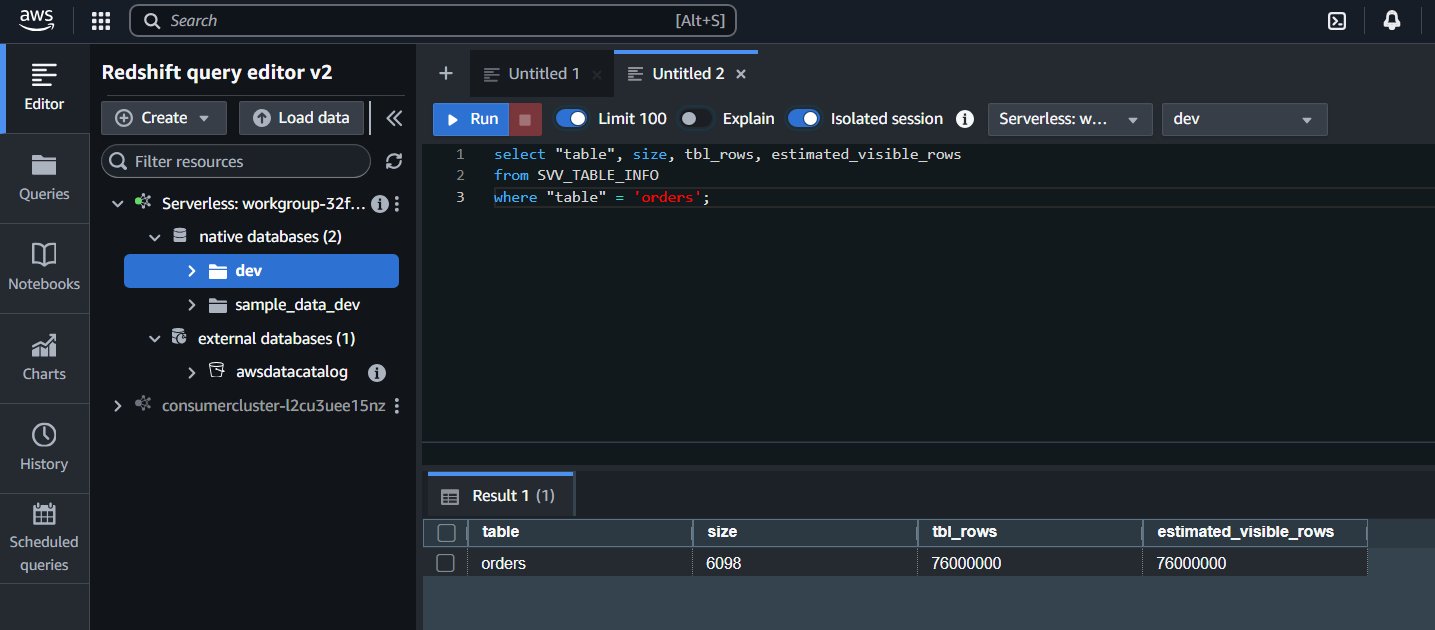 aws
Search
[Alt+S]
Editor
Queries
Notebooks
Charts
History
Scheduled
queries
Redshift query editor v2
Create
Load data
Filter resources
Serverless: workgroup-32f...
native databases (2)
dev
sample_data_dev
external databases (1)
awsdatacatalog
consumercluster-l2cu3uee15nz
Untitled 1
Untitled 2
Run
Limit 100
Explain
Isolated session
Serverless: w...
dev
1 select "table", size, tbl_rows, estimated_visible_rows
2 from SVV_TABLE_INFO
3 where "table" = 'orders';
Result 1 (1)
table size tbl_rows estimated_visible_rows
orders 6098 76000000 76000000